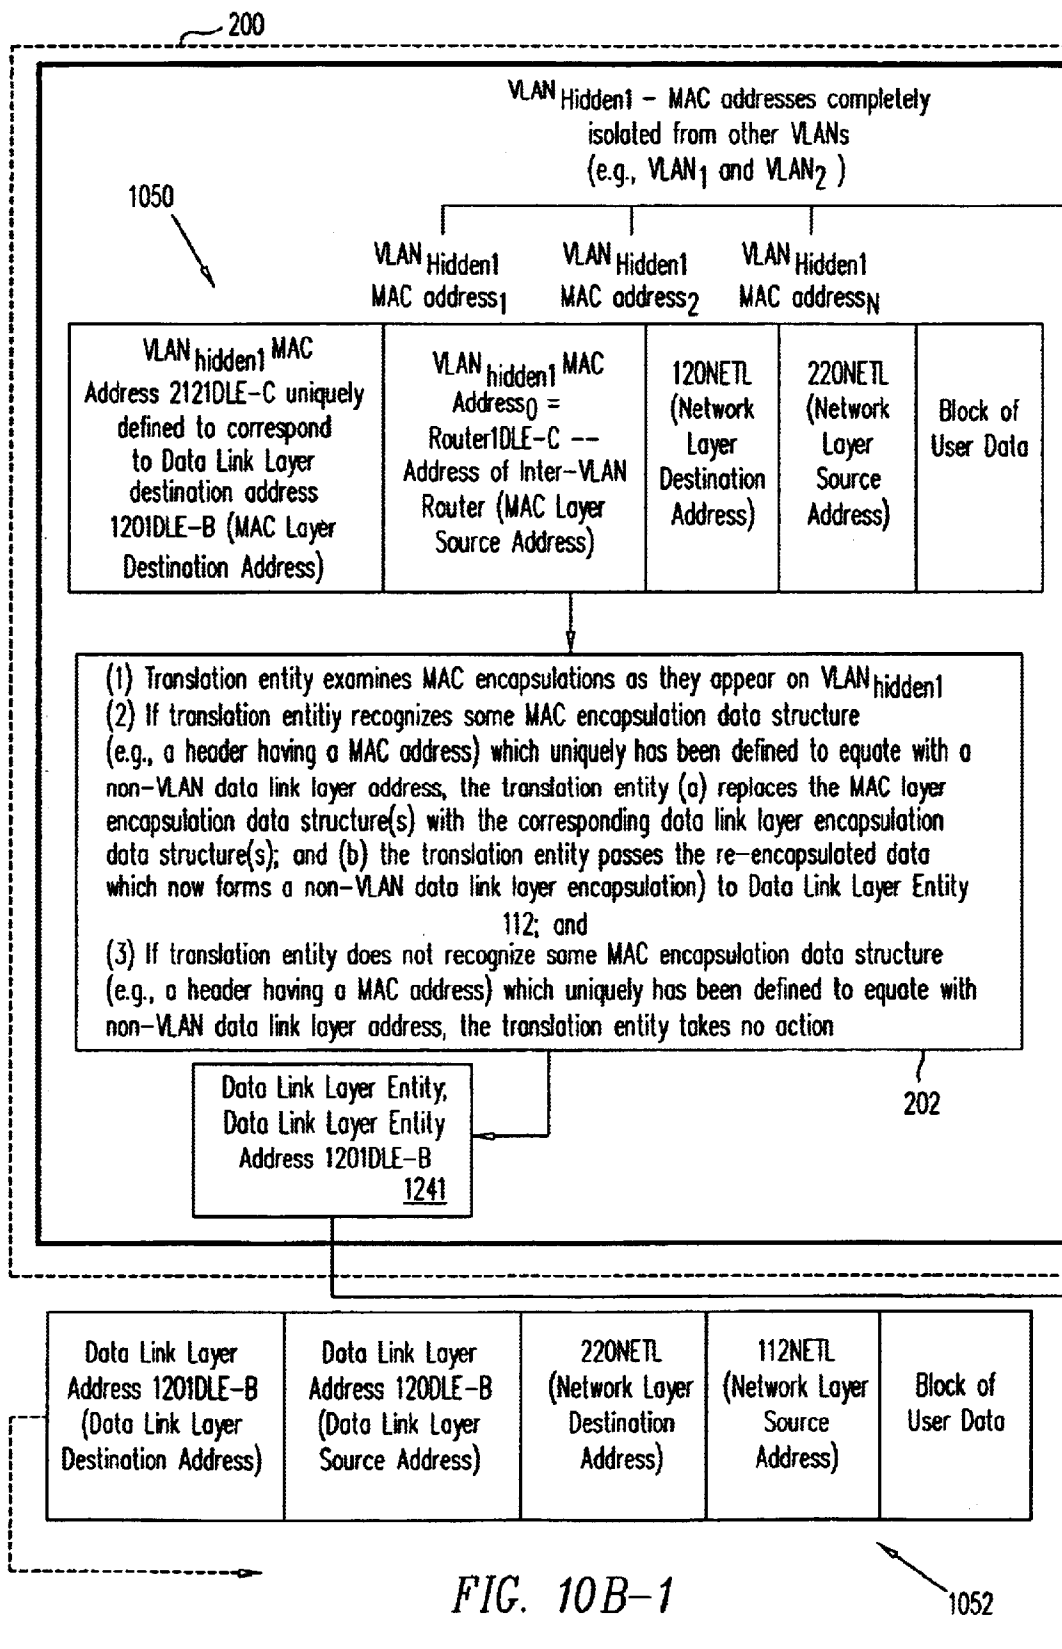 200
VLAN Hidden1 - MAC addresses completely
isolated from other VLANs
(e.g., VLAN1 and VLAN2 )
1050
VLAN Hidden1
MAC address1
VLAN Hidden1
MAC address2
VLAN Hidden1
MAC addressN
VLAN hidden1 MAC
Address 2121DLE-C uniquely
defined to correspond
to Data Link Layer
destination address
1201DLE-B (MAC Layer
Destination Address)
VLAN hidden1 MAC
Address0 =
Router1DLE-C --
Address of Inter-VLAN
Router (MAC Layer
Source Address)
120NETL
(Network
Layer
Destination
Address)
220NETL
(Network
Layer
Source
Address)
Block of
User Data
(1) Translation entity examines MAC encapsulations as they appear on VLAN hidden1
(2) If translation entitiy recognizes some MAC encapsulation data structure
(e.g., a header having a MAC address) which uniquely has been defined to equate with a
non-VLAN data link layer address, the translation entity (a) replaces the MAC layer
encapsulation data structure(s) with the corresponding data link layer encapsulation
data structure(s); and (b) the translation entity passes the re-encapsulated data
which now forms a non-VLAN data link layer encapsulation) to Data Link Layer Entity
112; and
(3) If translation entity does not recognize some MAC encapsulation data structure
(e.g., a header having a MAC address) which uniquely has been defined to equate with
non-VLAN data link layer address, the translation entity takes no action
202
Data Link Layer Entity,
Data Link Layer Entity
Address 1201DLE-B
1241
Data Link Layer
Address 1201DLE-B
(Data Link Layer
Destination Address)
Data Link Layer
Address 120DLE-B
(Data Link Layer
Source Address)
220NETL
(Network Layer
Destination
Address)
112NETL
(Network Layer
Source
Address)
Block of
User Data
1052
FIG. 10B-1